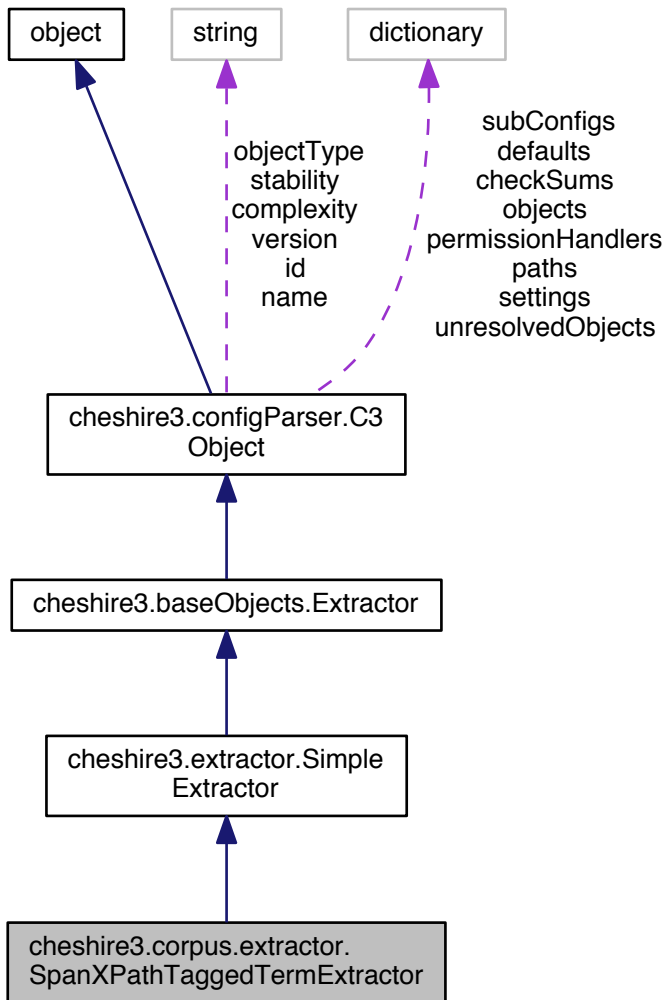 object
string
dictionary
objectType
stability
complexity
version
id
name
subConfigs
defaults
checkSums
objects
permissionHandlers
paths
settings
unresolvedObjects
cheshire3.configParser.C3
Object
cheshire3.baseObjects.Extractor
cheshire3.extractor.Simple
Extractor
cheshire3.corpus.extractor.
SpanXPathTaggedTermExtractor